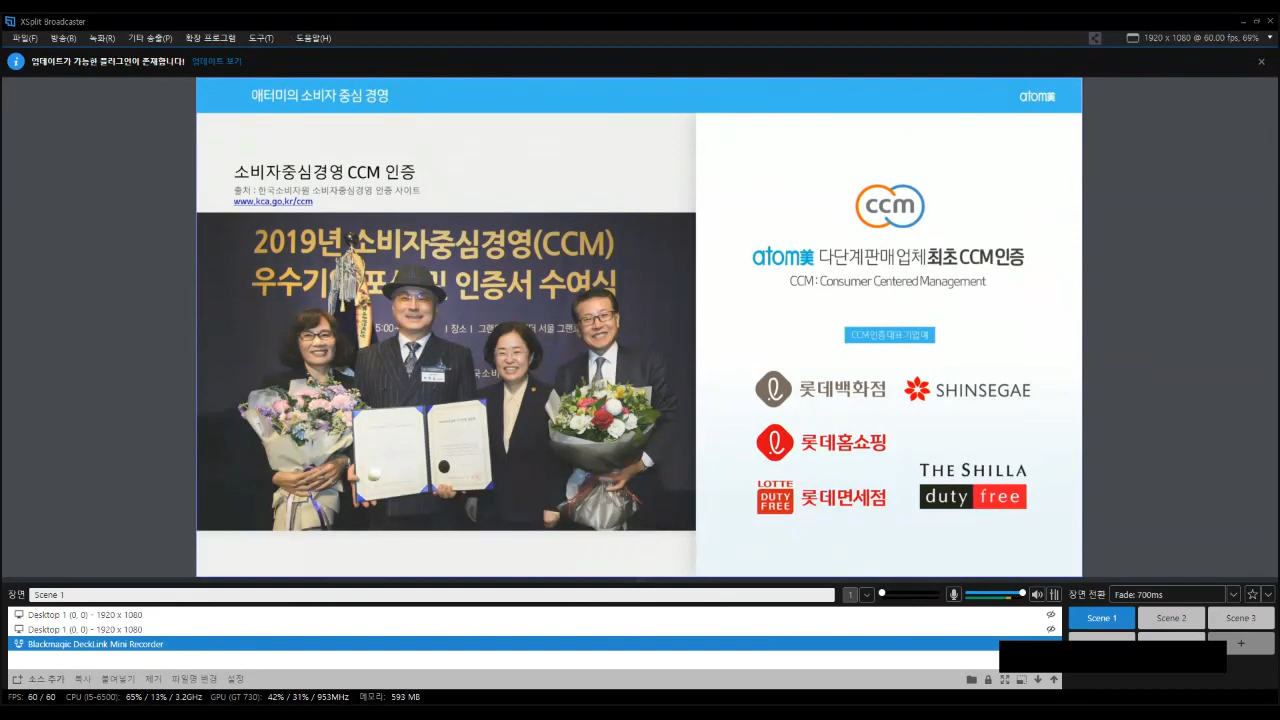 XSplit Broadcaster
파일(F) 방송(B) 녹화(R) 기타 송출(P) 확장 프로그램 도구(T) 도움말(H)
1920 x 1080 @ 60.00 fps, 69%
업데이트가 가능한 플러그인이 존재합니다! 업데이트 보기
애터미의 소비자 중심 경영
atom美
소비자중심경영 CCM 인증
출처 : 한국소비자원 소비자중심경영 인증 사이트
www.kca.go.kr/ccm
2019년 소비자중심경영(CCM)
인증서 수여식
ccm
atom美 다단계판매업체 최초 CCM 인증
CCM : Consumer Centered Management
CCM 인증 대표 기업 예
롯데백화점 SHINSEGAE
롯데홈쇼핑
THE SHILLA
duty free
LOTTE
DUTY
FREE
롯데면세점
장면 Scene 1 1 장면 전환 Fade: 700ms
Desktop 1 (0, 0) - 1920 x 1080
Desktop 1 (0, 0) - 1920 x 1080
Blackmagic DeckLink Mini Recorder
Scene 1 Scene 2 Scene 3
+
소스 추가 복사 붙여넣기 제거 파일명 변경 설정
FPS: 60 / 60 CPU (I5-6500): 65% / 13% / 3.2GHz GPU (GT 730): 42% / 31% / 953MHz 메모리: 593 MB